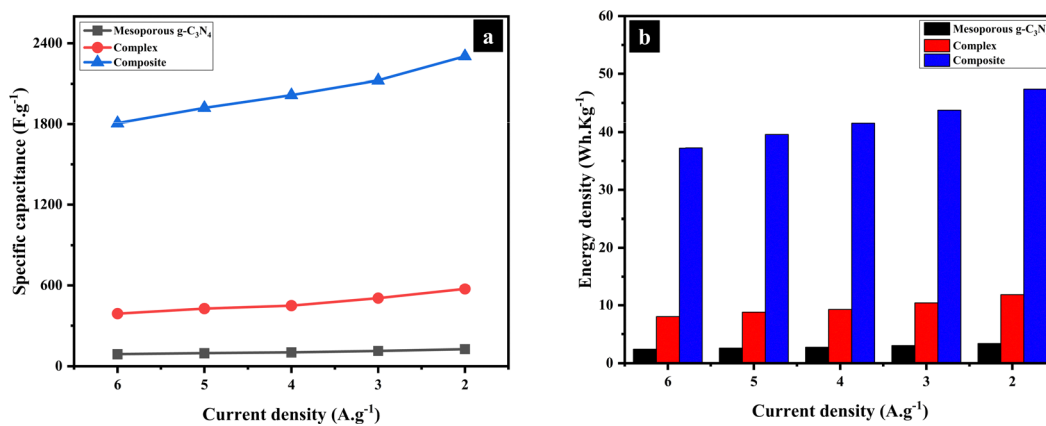 a
Mesoporous g-C₃N₄
Complex
Composite
2400
1800
1200
600
0
Specific capacitance (F.g⁻¹)
6 5 4 3 2
Current density (A.g⁻¹)
b
Mesoporous g-C₃N
Complex
Composite
60
50
40
30
20
10
0
Energy density (Wh.Kg⁻¹)
6 5 4 3 2
Current density (A.g⁻¹)